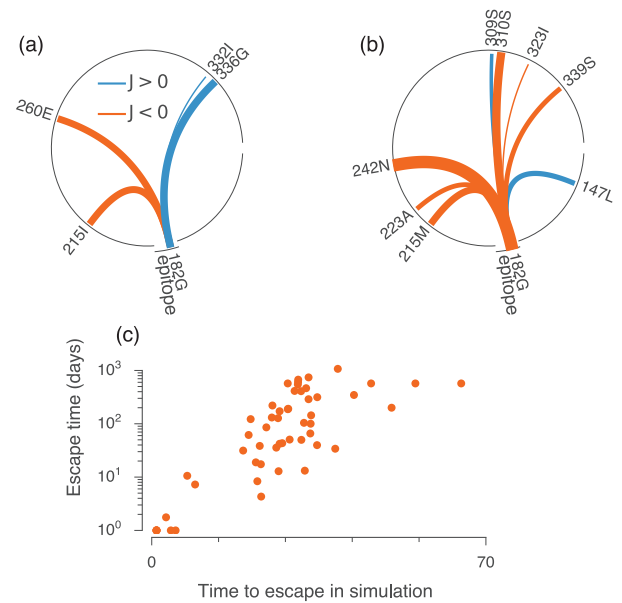 (a)
J > 0
J < 0
332I
336G
260E
215I
182G
epitope
(b)
309S
310S
323I
339S
242N
147L
223A
215M
182G
epitope
(c)
Escape time (days)
10³
10²
10¹
10⁰
0
70
Time to escape in simulation